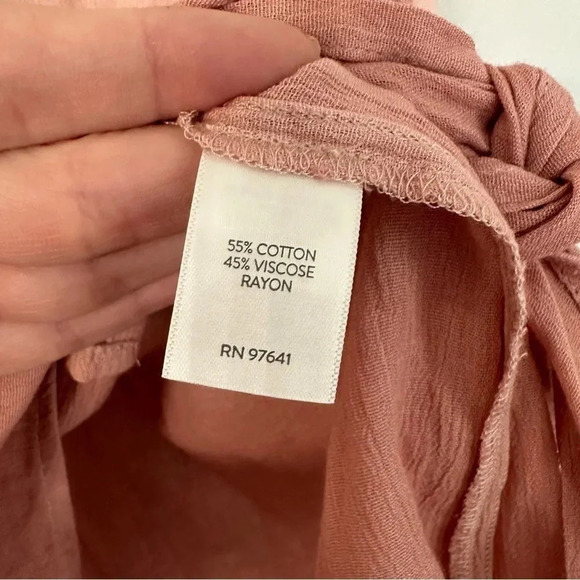 55% COTTON
45% VISCOSE
RAYON
RN 97641